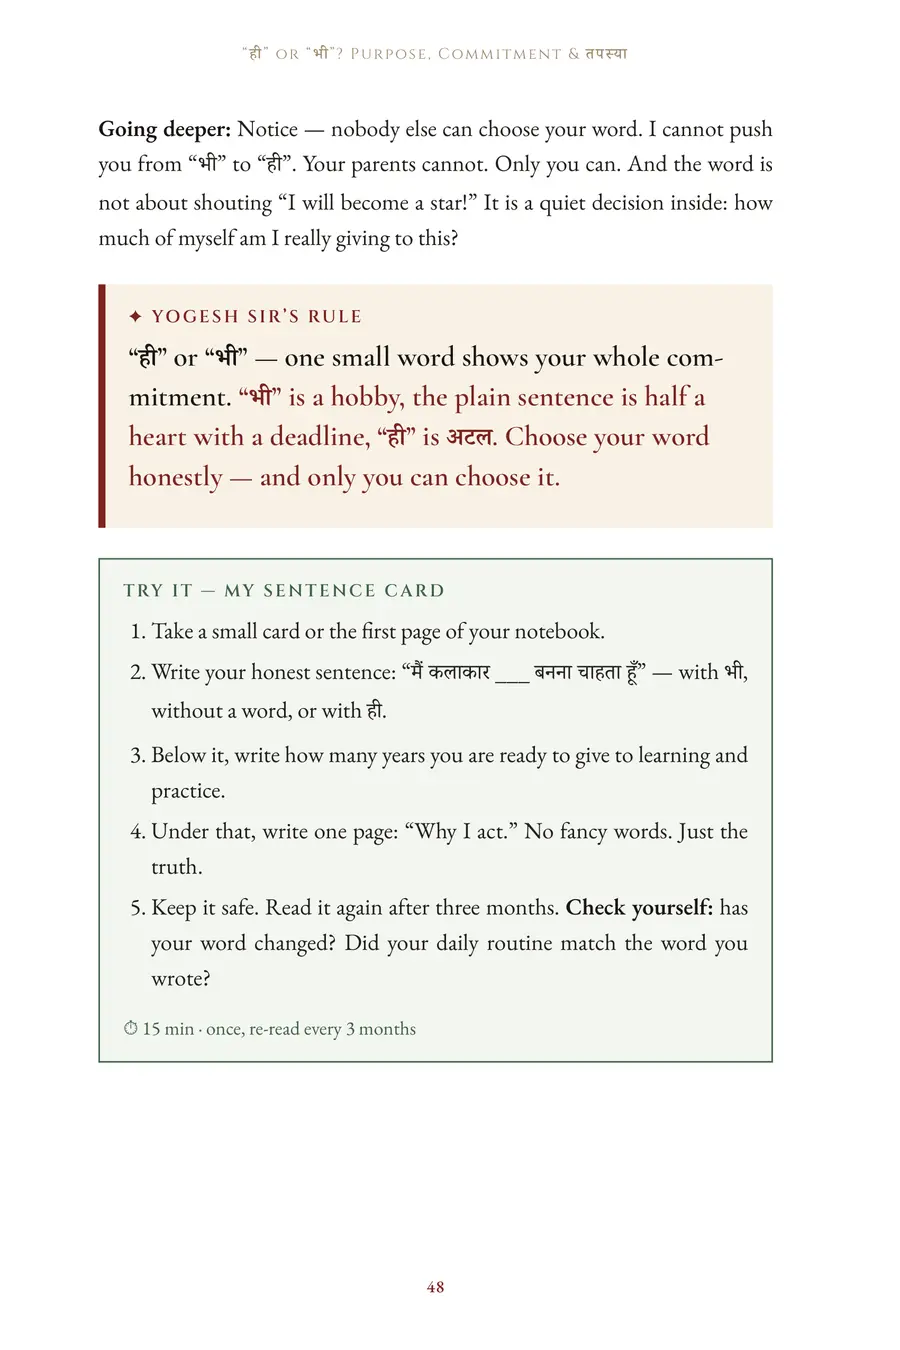 “ही” or “भी”? Purpose, Commitment & तपस्या
Going deeper: Notice — nobody else can choose your word. I cannot push
you from “भी” to “ही”. Your parents cannot. Only you can. And the word is
not about shouting “I will become a star!” It is a quiet decision inside: how
much of myself am I really giving to this?
✦ YOGESH SIR’S RULE
“ही” or “भी” — one small word shows your whole com-
mitment. “भी” is a hobby, the plain sentence is half a
heart with a deadline, “ही” is अटल. Choose your word
honestly — and only you can choose it.
TRY IT — MY SENTENCE CARD
1. Take a small card or the first page of your notebook.
2. Write your honest sentence: “मैं कलाकार ___ बनना चाहता हूँ” — with भी,
without a word, or with ही.
3. Below it, write how many years you are ready to give to learning and
practice.
4. Under that, write one page: “Why I act.” No fancy words. Just the
truth.
5. Keep it safe. Read it again after three months. Check yourself: has
your word changed? Did your daily routine match the word you
wrote?
⏱ 15 min · once, re-read every 3 months
48